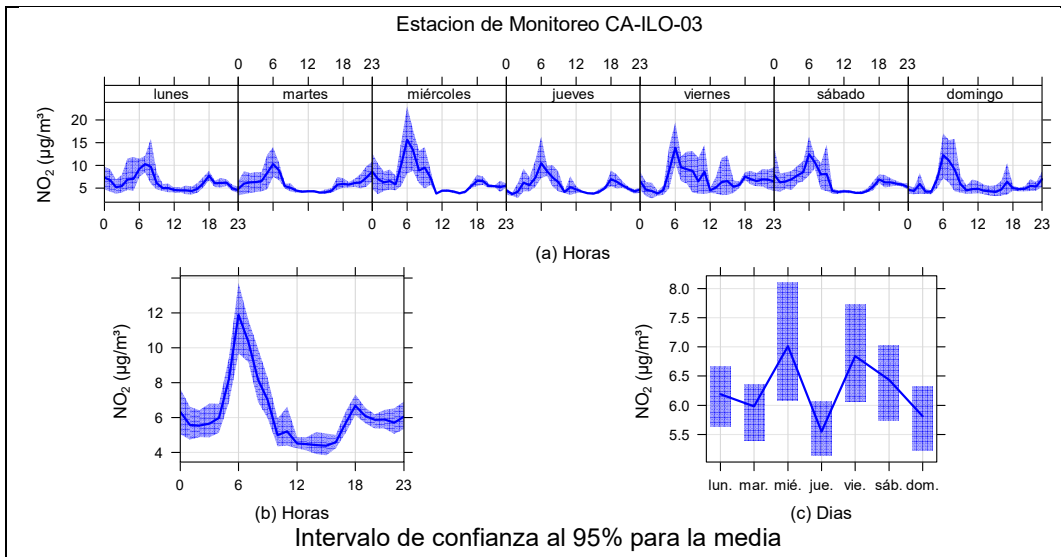 Estacion de Monitoreo CA-ILO-03
0 6 18 23 0 6 18 23 0 6 18 23
lunes martes miércoles jueves viernes sábado domingo
NO₂ (µg/m³)
20
15
10
5
0 6 12 18 23 0 6 12 18 23 0 6 12 18 23 0 6 12 18 23
(a) Horas
NO₂ (µg/m³)
12
10
8
6
4
0 6 12 18 23
(b) Horas
NO₂ (µg/m³)
8.0
7.5
7.0
6.5
6.0
5.5
lun. mar. mié. jue. vie. sáb. dom.
(c) Dias
Intervalo de confianza al 95% para la media